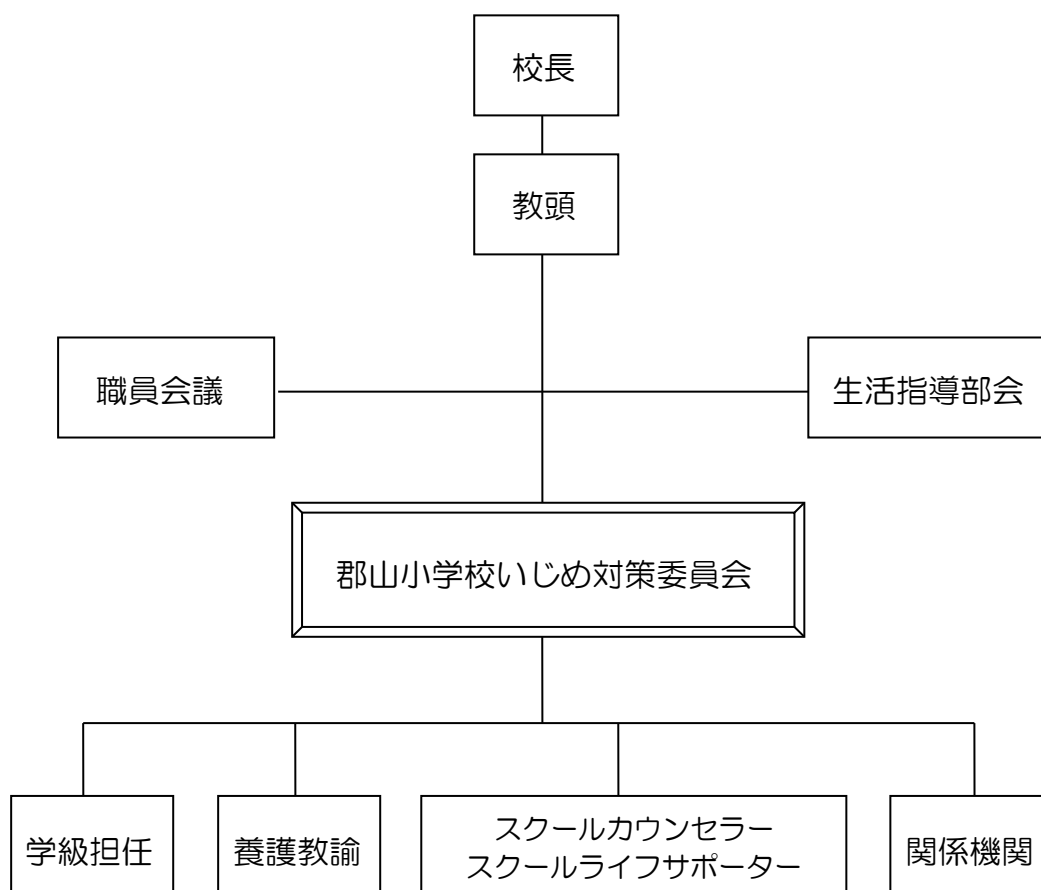 校長
教頭
職員会議
生活指導部会
郡山小学校いじめ対策委員会
学級担任
養護教諭
スクールカウンセラー
スクールライフサポーター
関係機関